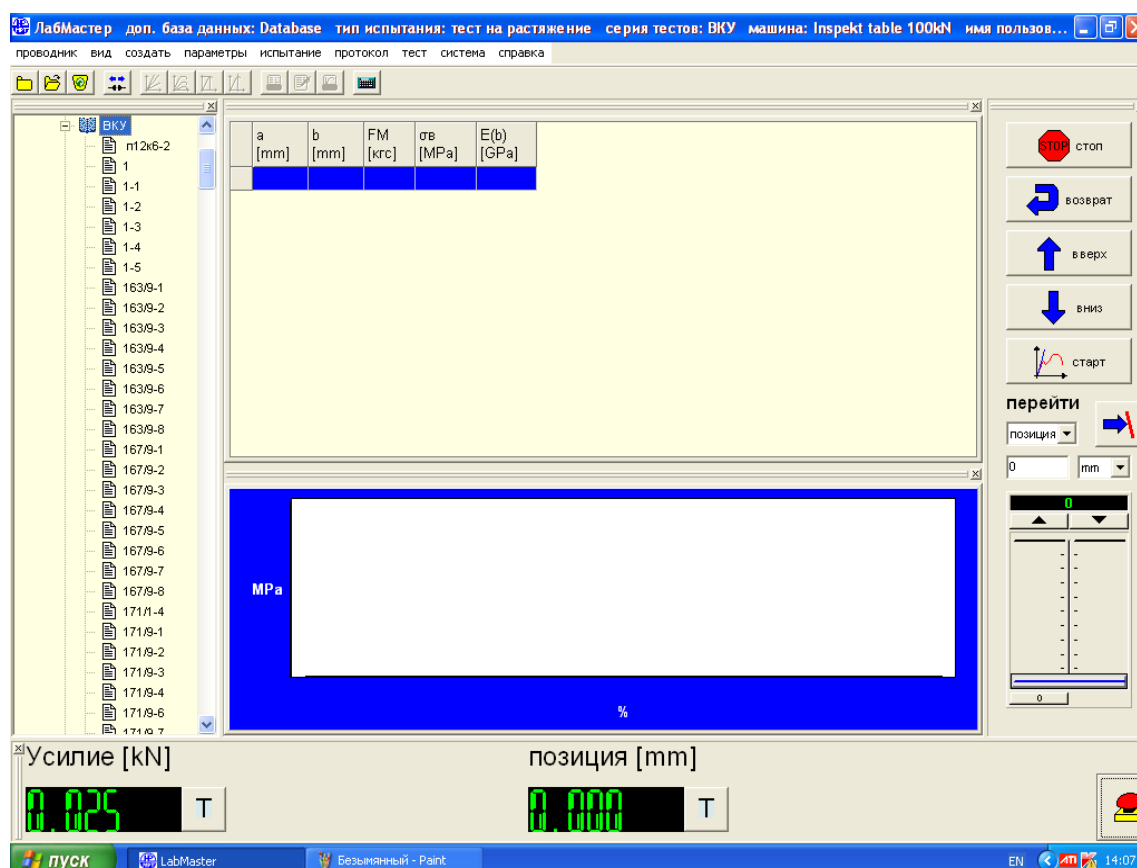 ЛабМастер доп. база данных: Database тип испытания: тест на растяжение серия тестов: ВКУ машина: Inspekt table 100kN имя пользов...
проводник вид создать параметры испытание протокол тест система справка
ВКУ
п12к6-2
1
1-1
1-2
1-3
1-4
1-5
163/9-1
163/9-2
163/9-3
163/9-4
163/9-5
163/9-6
163/9-7
163/9-8
167/9-1
167/9-2
167/9-3
167/9-4
167/9-5
167/9-6
167/9-7
167/9-8
171/1-4
171/9-1
171/9-2
171/9-3
171/9-4
171/9-6
171/9-7
a b FM σв E(b)
[mm] [mm] [кгс] [MPa] [GPa]
MPa
%
STOP стоп
возврат
вверх
вниз
старт
перейти
позиция
0 mm
0
0
Усилие [kN] позиция [mm]
0.025 T 0.000 T
пуск LabMaster Безымянный - Paint EN ATI K 14:07